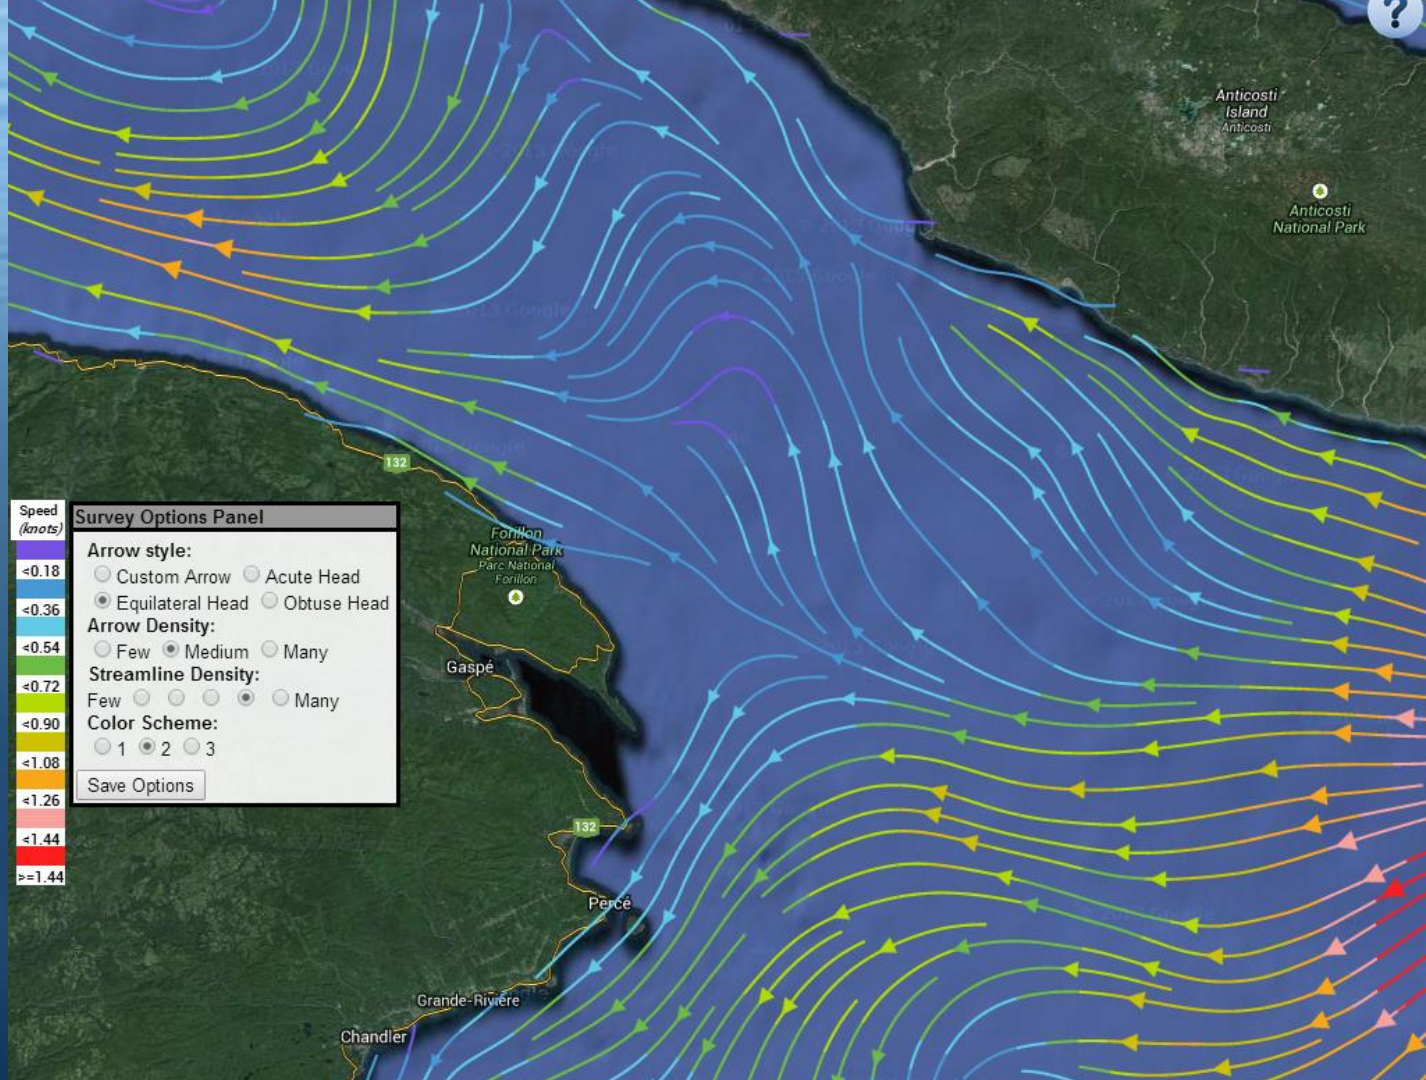 ?
Anticosti
Island
Anticosti
Anticosti
National Park
132
Speed
(knots)
<0.18
<0.36
<0.54
<0.72
<0.90
<1.08
<1.26
<1.44
>=1.44
Survey Options Panel
Arrow style:
Custom Arrow Acute Head
Equilateral Head Obtuse Head
Arrow Density:
Few Medium Many
Streamline Density:
Few Many
Color Scheme:
1 2 3
Save Options
Forillon
National Park
Parc National
Forillon
Gaspé
132
Percé
Grande-Rivière
Chandler